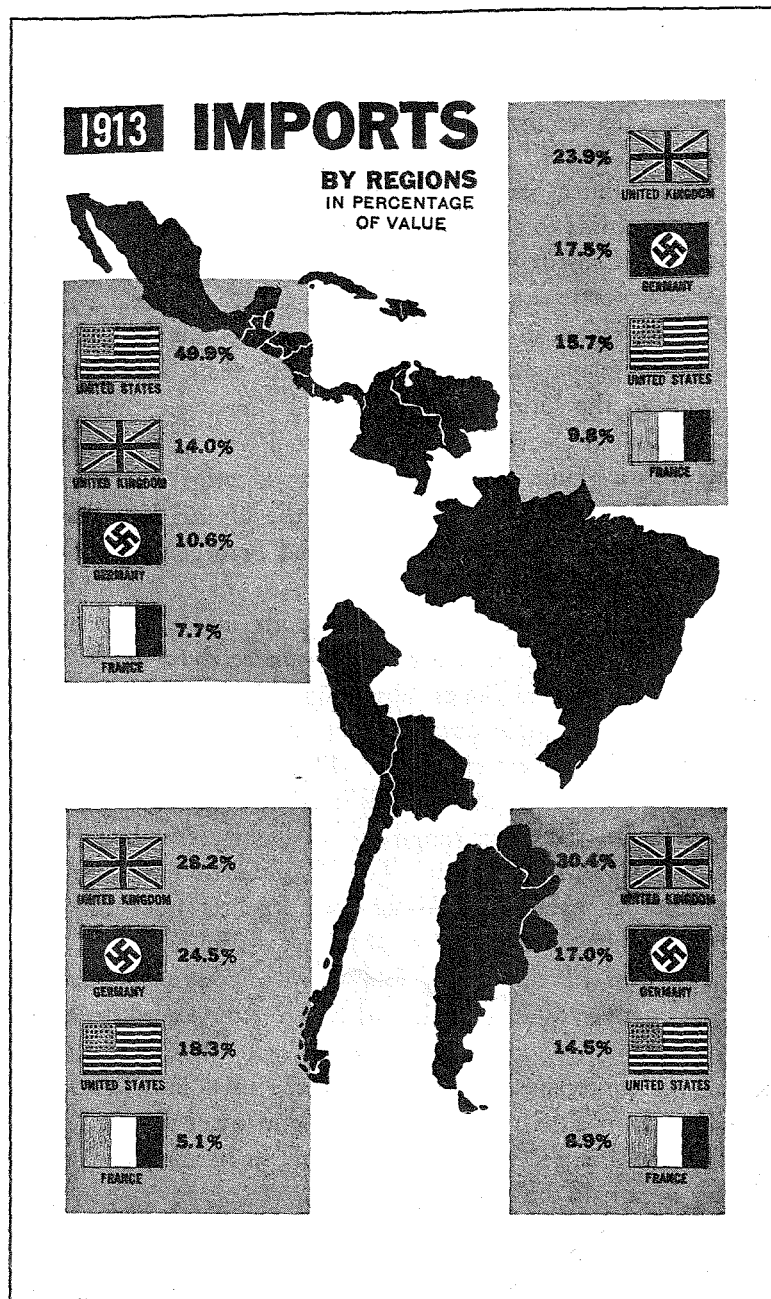 1913 IMPORTS
BY REGIONS
IN PERCENTAGE
OF VALUE
23.9%
UNITED KINGDOM
17.5%
GERMANY
15.7%
UNITED STATES
9.8%
FRANCE
49.9%
UNITED STATES
14.0%
UNITED KINGDOM
10.6%
GERMANY
7.7%
FRANCE
28.2%
UNITED KINGDOM
24.5%
GERMANY
18.3%
UNITED STATES
5.1%
FRANCE
30.4%
UNITED KINGDOM
17.0%
GERMANY
14.5%
UNITED STATES
8.9%
FRANCE